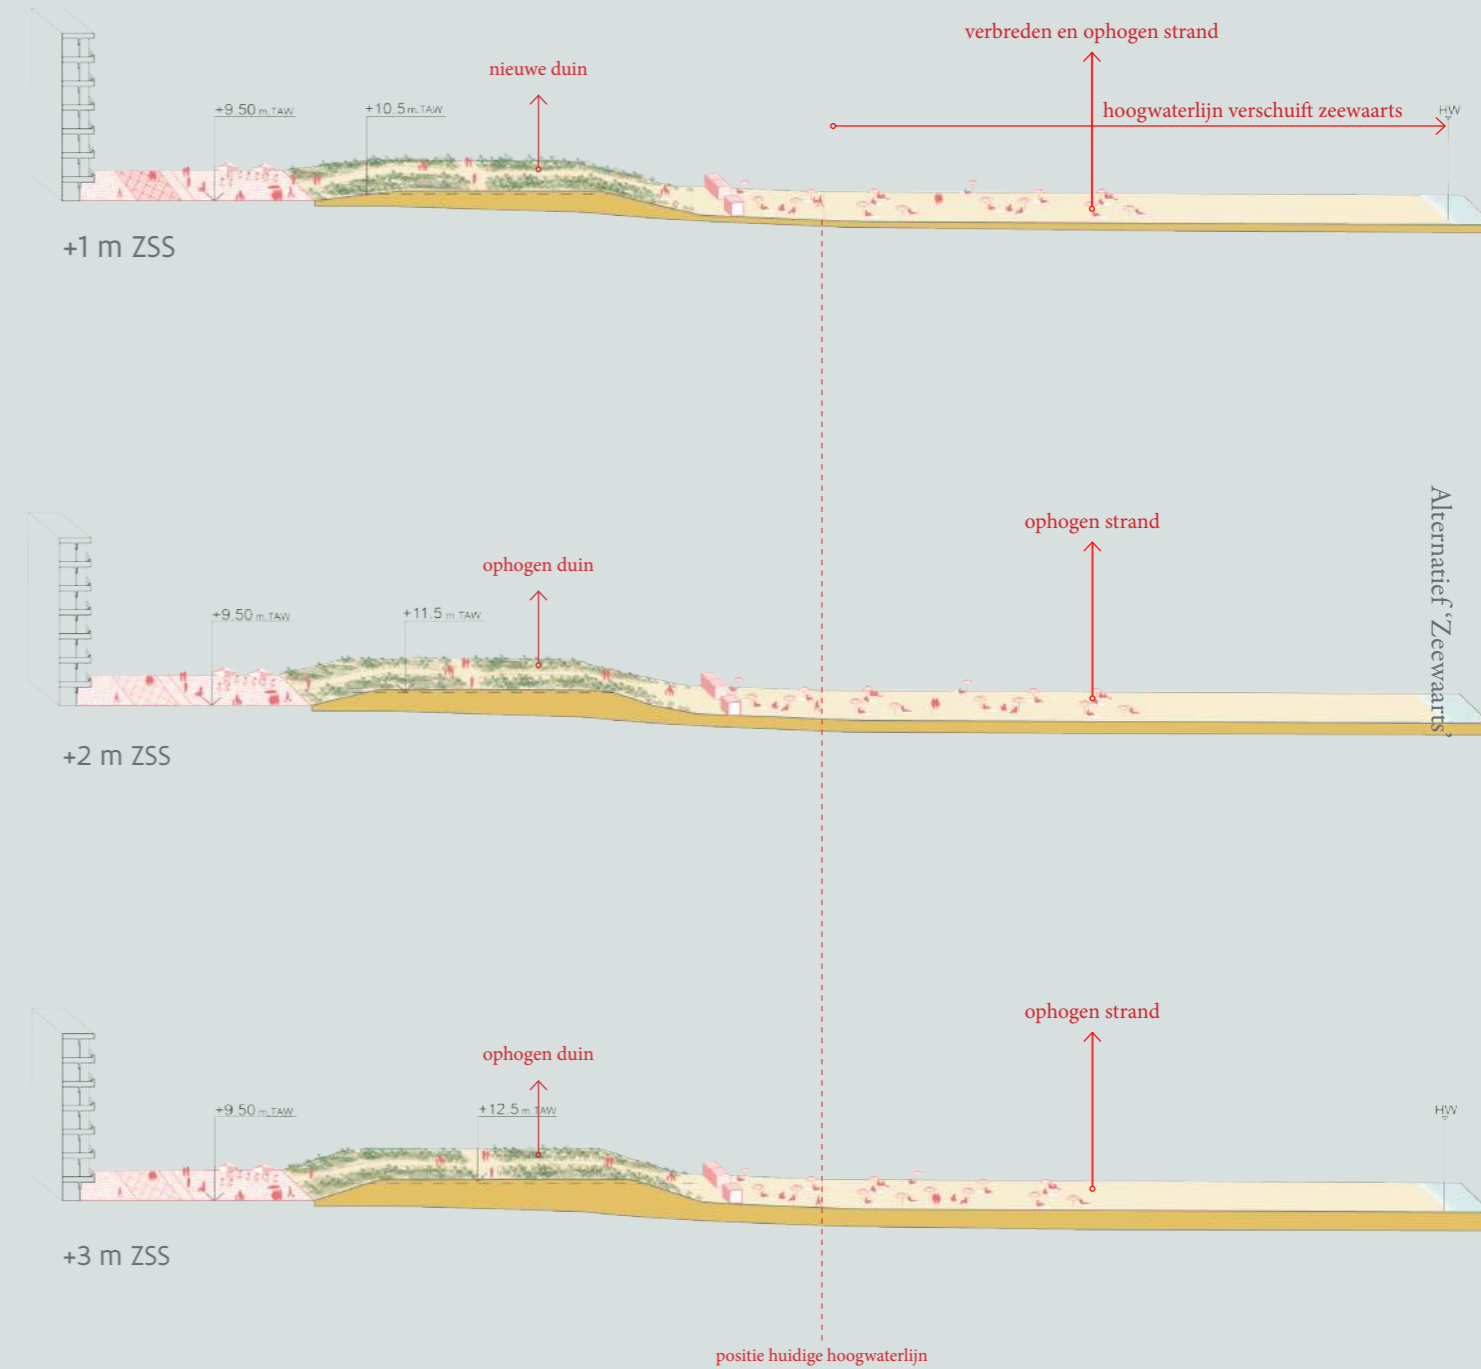 verbreden en ophogen strand
nieuwe duin
+9.50 m.TAW
+10.5 m.TAW
hoogwaterlijn verschuift zeewaarts
HW
+1 m ZSS
ophogen strand
ophogen duin
+9.50 m.TAW
+11.5 m.TAW
Alternatief ‘Zeewaarts’
+2 m ZSS
ophogen strand
ophogen duin
+9.50 m.TAW
+12.5 m.TAW
HW
+3 m ZSS
positie huidige hoogwaterlijn